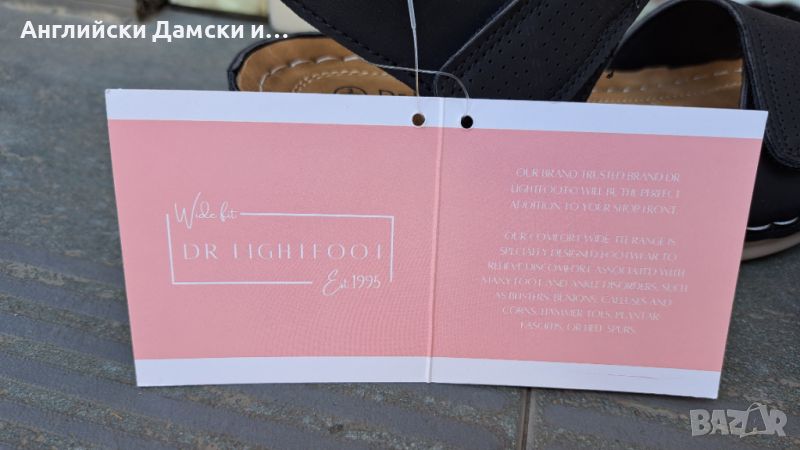 Английски Дамски и...
Wide fit
DR LIGHTFOOT
Est. 1995
OUR BRAND TRUSTED BRAND DR
LIGHTFOOT WILL BE THE PERFECT
ADDITION TO YOUR SHOP FRONT.
OUR COMFORT WIDE FIT RANGE IS
SPECIALLY DESIGNED FOOTWEAR TO
RELIEVE DISCOMFORT ASSOCIATED WITH
MANY FOOT AND ANKLE DISORDERS, SUCH
AS BLISTERS, BUNIONS, CALLUSES AND
CORNS, HAMMER TOES, PLANTAR
FASCIITIS, OR HEEL SPURS.
BAZAR